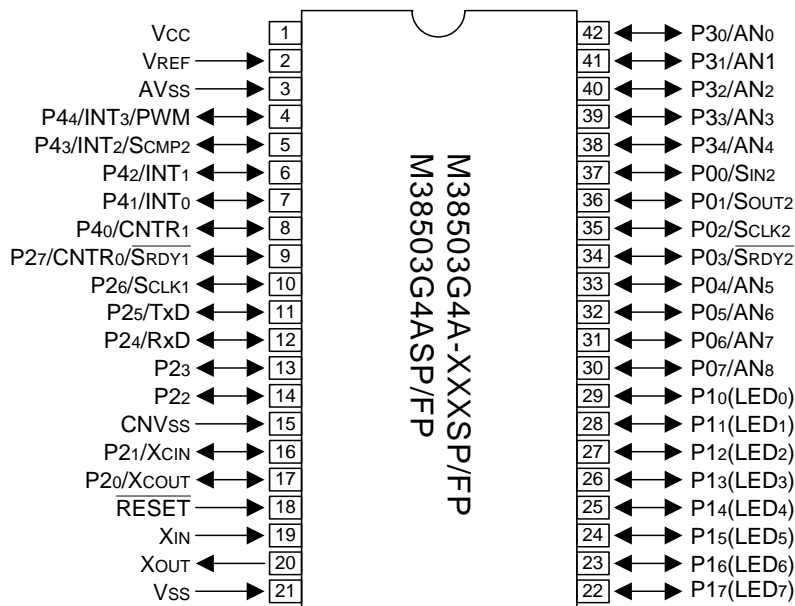 VCC 1 42 P30/AN0
VREF 2 41 P31/AN1
AVSS 3 40 P32/AN2
P44/INT3/PWM 4 39 P33/AN3
P43/INT2/SCMP2 5 38 P34/AN4
P42/INT1 6 37 P00/SIN2
P41/INT0 7 36 P01/SOUT2
P40/CNTR1 8 35 P02/SCLK2
P27/CNTR0/SRDY1 9 34 P03/SRDY2
P26/SCLK1 10 33 P04/AN5
P25/TxD 11 32 P05/AN6
P24/RxD 12 31 P06/AN7
P23 13 30 P07/AN8
P22 14 29 P10(LED0)
CNVSS 15 28 P11(LED1)
P21/XCIN 16 27 P12(LED2)
P20/XCOUT 17 26 P13(LED3)
RESET 18 25 P14(LED4)
XIN 19 24 P15(LED5)
XOUT 20 23 P16(LED6)
VSS 21 22 P17(LED7)
M38503G4A-XXXSP/FP
M38503G4ASP/FP